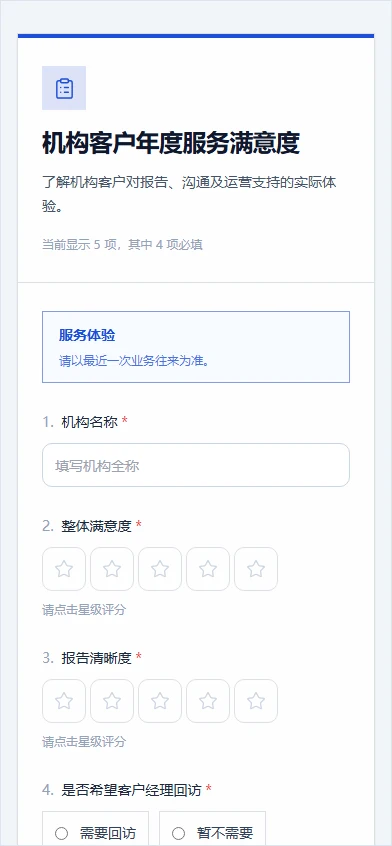 机构客户年度服务满意度
了解机构客户对报告、沟通及运营支持的实际体
验。
当前显示 5 项，其中 4 项必填
服务体验
请以最近一次业务往来为准。
1. 机构名称 *
填写机构全称
2. 整体满意度 *
请点击星级评分
3. 报告清晰度 *
请点击星级评分
4. 是否希望客户经理回访 *
需要回访 暂不需要